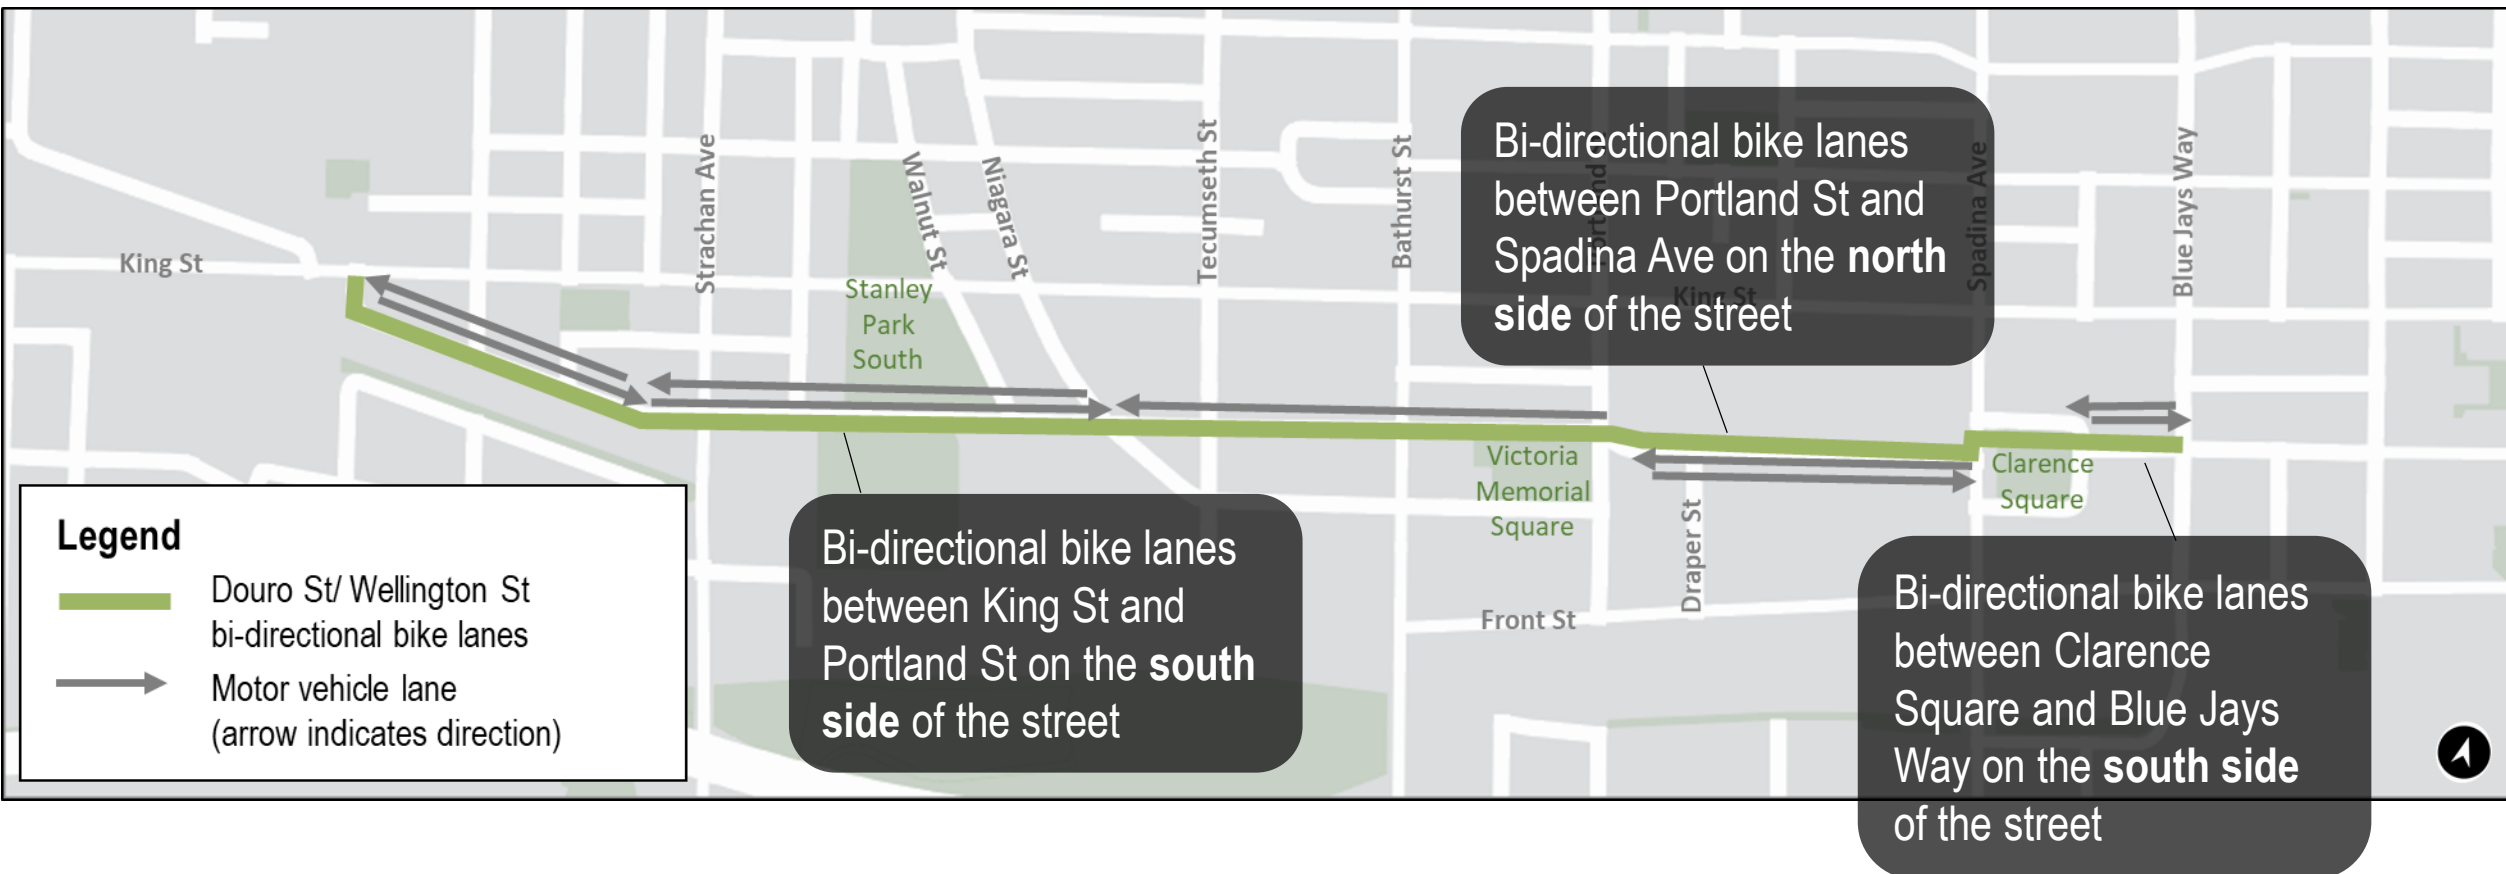 King St
Strachan Ave
Walnut St
Niagara St
Tecumseth St
Bathurst St
Spadina Ave
Blue Jays Way
King St
Stanley
Park
South
Bi-directional bike lanes
between Portland St and
Spadina Ave on the north
side of the street
Victoria
Memorial
Square
Clarence
Square
Draper St
Front St
Bi-directional bike lanes
between King St and
Portland St on the south
side of the street
Bi-directional bike lanes
between Clarence
Square and Blue Jays
Way on the south side
of the street
Legend
Douro St/ Wellington St
bi-directional bike lanes
Motor vehicle lane
(arrow indicates direction)